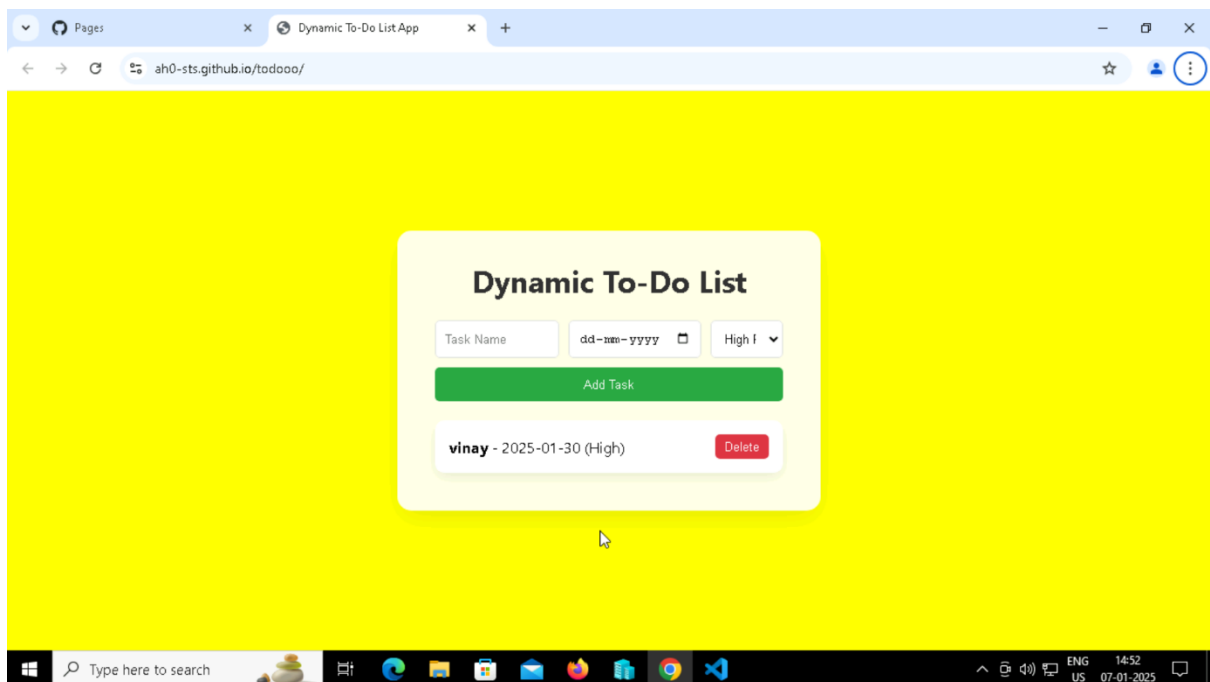 Pages
Dynamic To-Do List App
ah0-sts.github.io/todooo/
Dynamic To-Do List
Task Name
dd-mm-yyyy
High
Add Task
vinay - 2025-01-30 (High)
Delete
Type here to search
ENG
US
14:52
07-01-2025